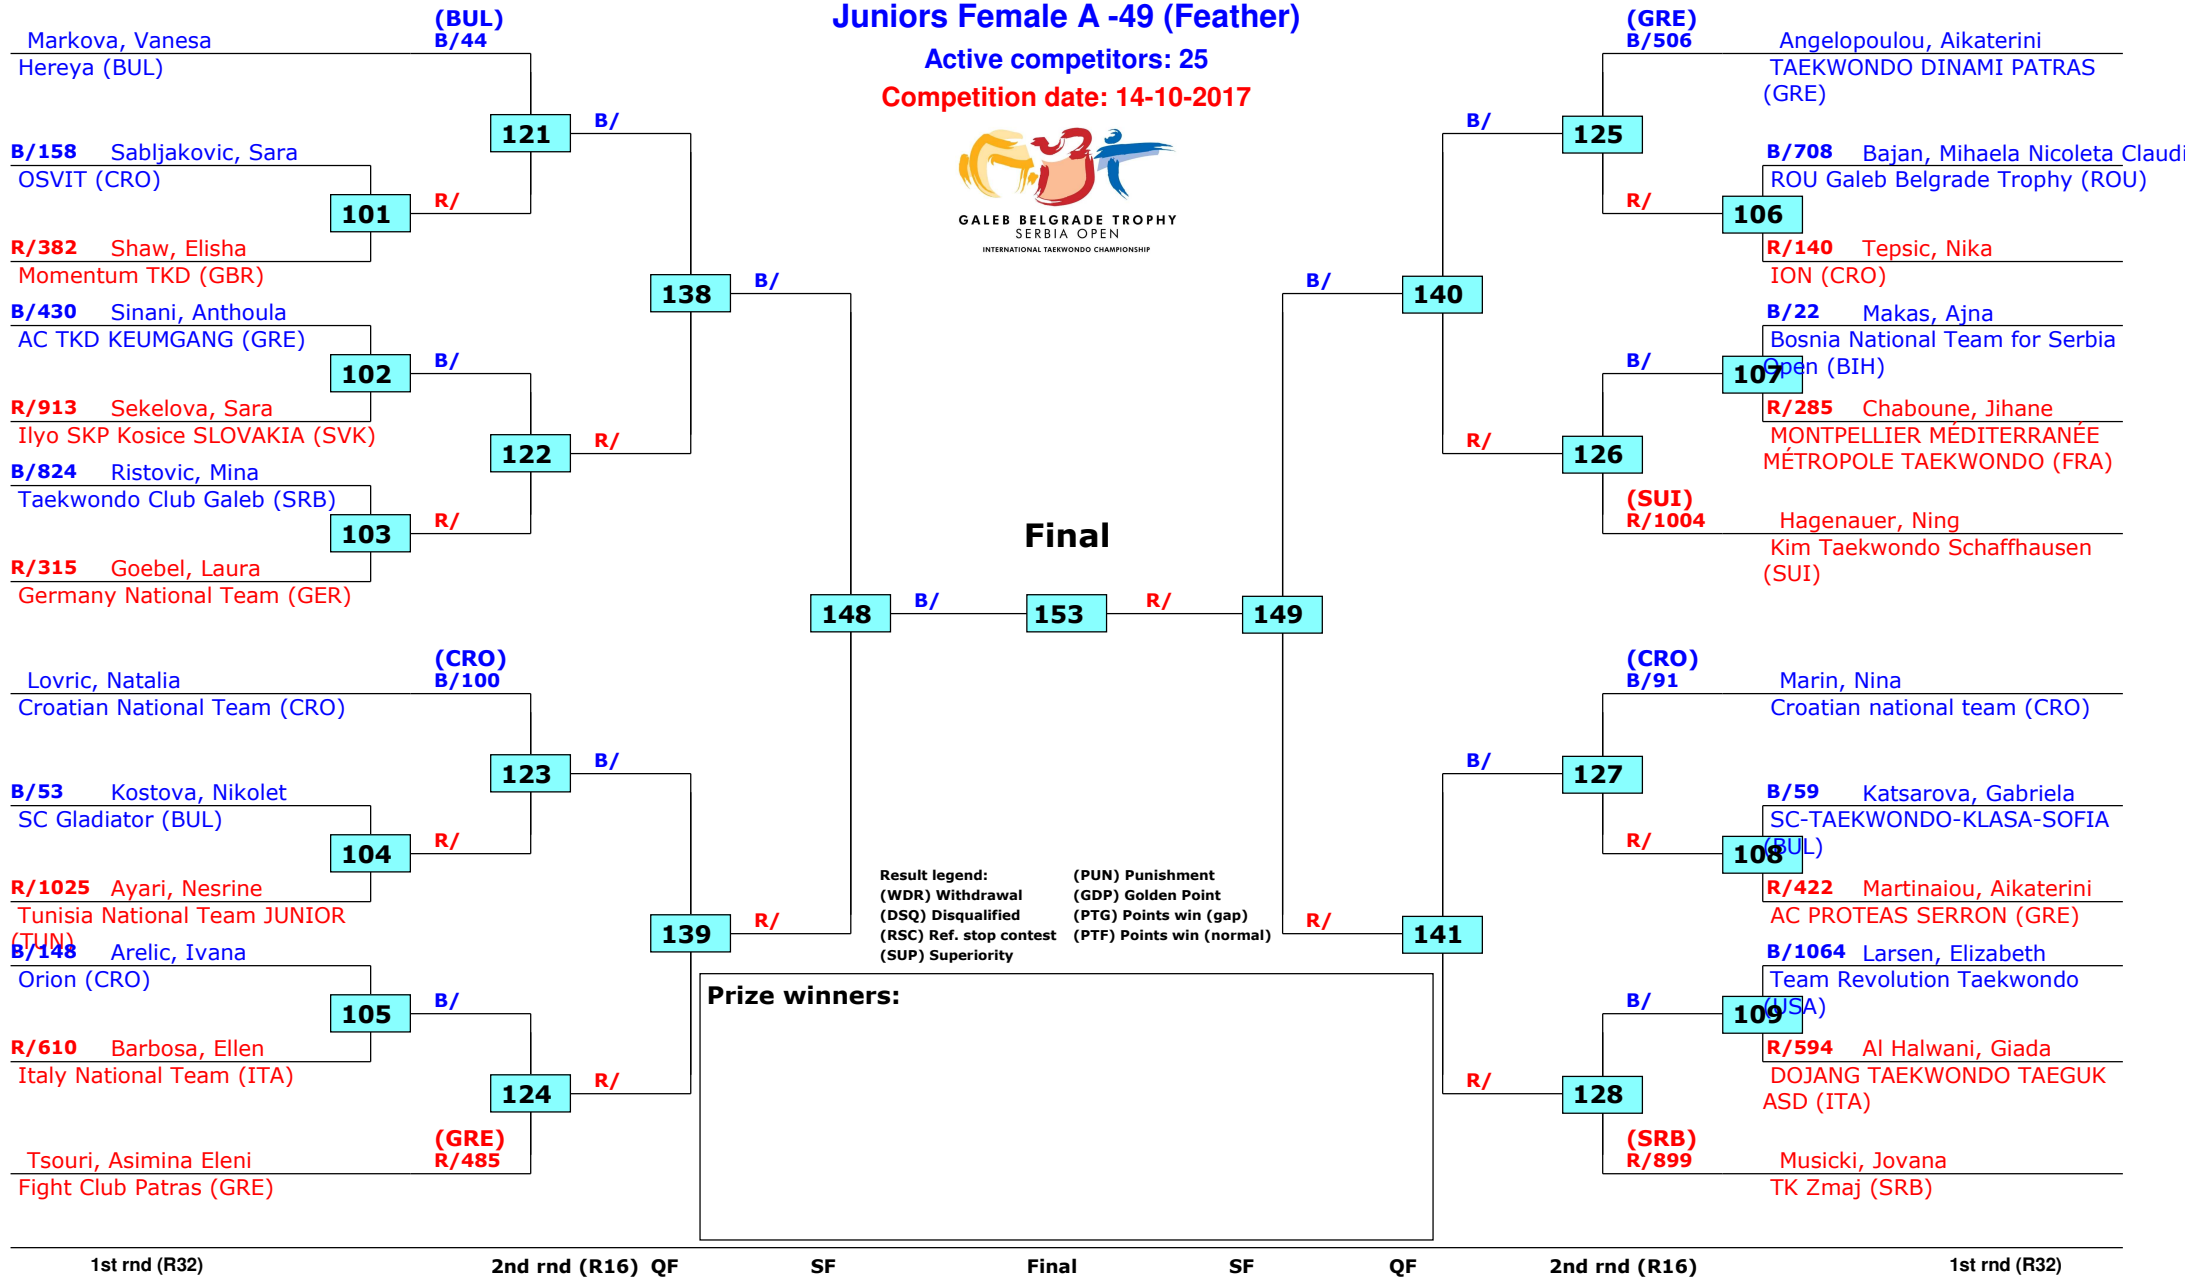 Juniors Female A -49 (Feather)
Active competitors: 25
Competition date: 14-10-2017
GALEB BELGRADE TROPHY
SERBIA OPEN
INTERNATIONAL TAEKWONDO CHAMPIONSHIP
(BUL)
Markova, Vanesa B/44
Hereya (BUL)
121
B/
B/158 Sabljakovic, Sara
OSVIT (CRO)
101
R/
R/382 Shaw, Elisha
Momentum TKD (GBR)
138
B/
B/430 Sinani, Anthoula
AC TKD KEUMGANG (GRE)
102
B/
R/913 Sekelova, Sara
Ilyo SKP Kosice SLOVAKIA (SVK)
122
R/
B/824 Ristovic, Mina
Taekwondo Club Galeb (SRB)
103
R/
R/315 Goebel, Laura
Germany National Team (GER)
148
B/
(CRO)
Lovric, Natalia B/100
Croatian National Team (CRO)
123
B/
B/53 Kostova, Nikolet
SC Gladiator (BUL)
104
R/
R/1025 Ayari, Nesrine
Tunisia National Team JUNIOR
(TUN)
139
R/
B/148 Arelic, Ivana
Orion (CRO)
105
B/
R/610 Barbosa, Ellen
Italy National Team (ITA)
124
R/
(GRE)
Tsouri, Asimina Eleni R/485
Fight Club Patras (GRE)
Final
153
R/
149
(GRE)
B/506 Angelopoulou, Aikaterini
TAEKWONDO DINAMI PATRAS
(GRE)
B/
125
B/708 Bajan, Mihaela Nicoleta Claudi
ROU Galeb Belgrade Trophy (ROU)
R/
106
R/140 Tepsic, Nika
ION (CRO)
B/
140
B/22 Makas, Ajna
Bosnia National Team for Serbia
Open (BIH)
B/
107
R/285 Chaboune, Jihane
MONTPELLIER MÉDITERRANÉE
MÉTROPOLE TAEKWONDO (FRA)
R/
126
(SUI)
R/1004 Hagenauer, Ning
Kim Taekwondo Schaffhausen
(SUI)
(CRO)
B/91 Marin, Nina
Croatian national team (CRO)
B/
127
B/59 Katsarova, Gabriela
SC-TAEKWONDO-KLASA-SOFIA
(BUL)
R/
108
R/422 Martinaiou, Aikaterini
AC PROTEAS SERRON (GRE)
R/
141
B/1064 Larsen, Elizabeth
Team Revolution Taekwondo
(USA)
B/
109
R/594 Al Halwani, Giada
DOJANG TAEKWONDO TAEGUK
ASD (ITA)
R/
128
(SRB)
R/899 Musicki, Jovana
TK Zmaj (SRB)
Result legend: (PUN) Punishment
(WDR) Withdrawal (GDP) Golden Point
(DSQ) Disqualified (PTG) Points win (gap)
(RSC) Ref. stop contest (PTF) Points win (normal)
(SUP) Superiority
Prize winners:
1st rnd (R32) 2nd rnd (R16) QF SF Final SF QF 2nd rnd (R16) 1st rnd (R32)